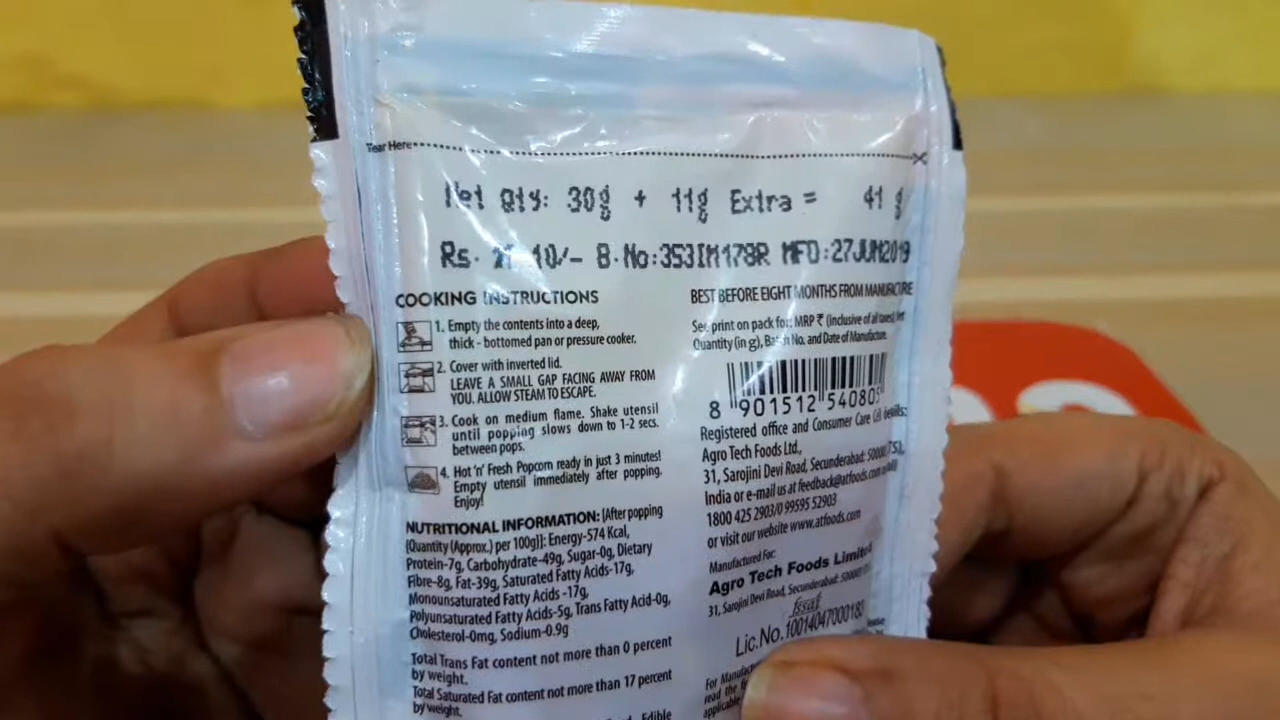 Tear Here
Net Qty: 30g + 11g Extra = 41 g
Rs. 10/- B.No:353IM178R MFD:27JUN2019
COOKING INSTRUCTIONS
1. Empty the contents into a deep,
thick - bottomed pan or pressure cooker.
2. Cover with inverted lid.
LEAVE A SMALL GAP FACING AWAY FROM
YOU. ALLOW STEAM TO ESCAPE.
3. Cook on medium flame. Shake utensil
until popping slows down to 1-2 secs.
between pops.
4. Hot 'n' Fresh Popcorn ready in just 3 minutes!
Empty utensil immediately after popping.
Enjoy!
NUTRITIONAL INFORMATION: [After popping
(Quantity (Approx.) per 100g)]: Energy-574 Kcal,
Protein-7g, Carbohydrate-49g, Sugar-0g, Dietary
Fibre-8g, Fat-39g, Saturated Fatty Acids-17g,
Monounsaturated Fatty Acids -17g,
Polyunsaturated Fatty Acids-5g, Trans Fatty Acid-0g,
Cholesterol-0mg, Sodium-0.9g
Total Trans Fat content not more than 0 percent
by weight.
Total Saturated Fat content not more than 17 percent
by weight.
Edible
BEST BEFORE EIGHT MONTHS FROM MANUFACTURE
See print on pack for: MRP ₹ (inclusive of all taxes), Net
Quantity (in g), Batch No. and Date of Manufacture.
8 901512 540805
Registered office and Consumer Care Cell details:
Agro Tech Foods Ltd.,
31, Sarojini Devi Road, Secunderabad: (TS),
India or e-mail us at feedback@atfoods.com
1800 425 2903/0 99595 52903
or visit our website www.atfoods.com
Manufactured For:
Agro Tech Foods Limited
31, Sarojini Devi Road, Secunderabad:
fssai
Lic.No.10014047000180
For
read the
applicable